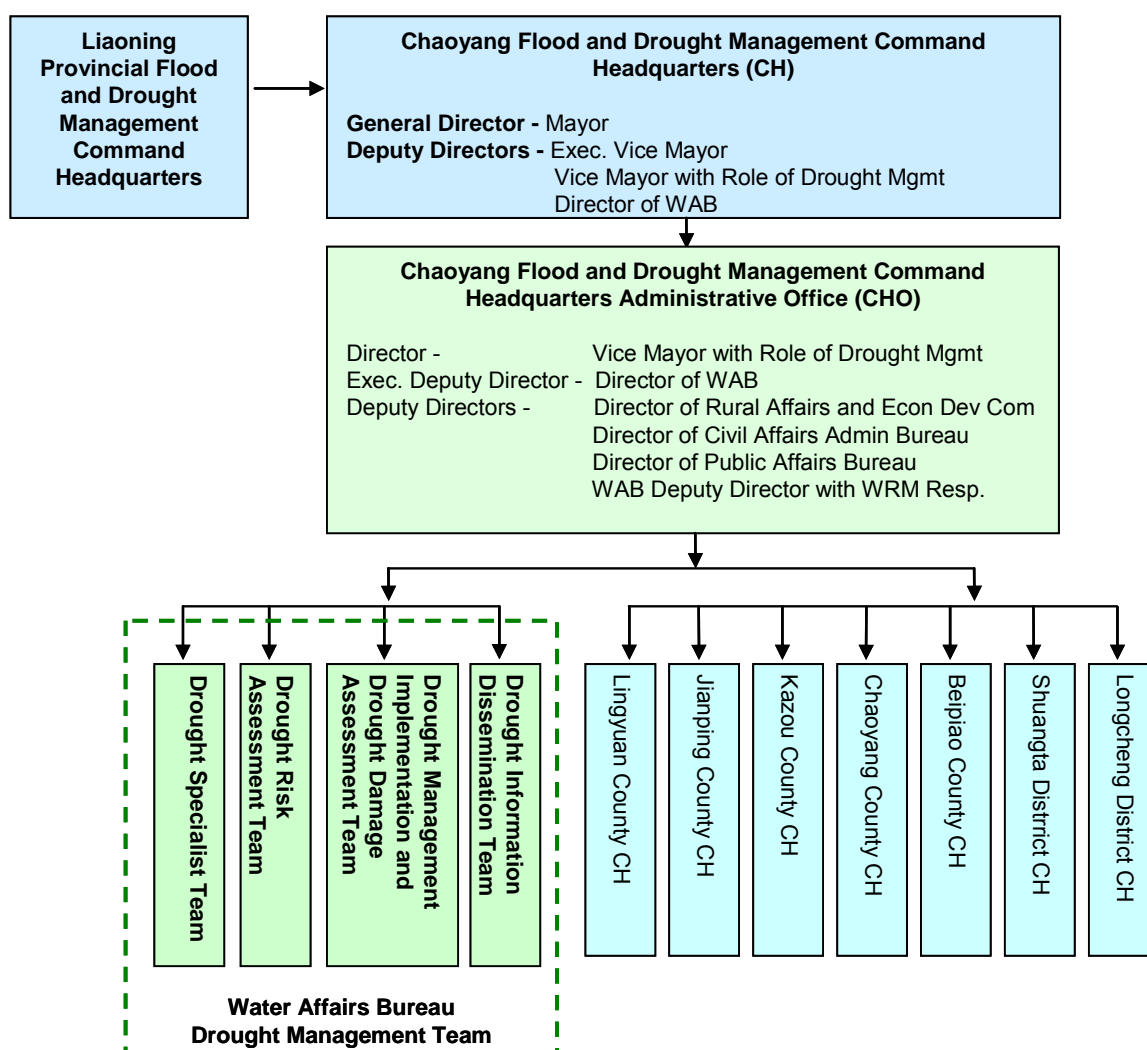 Liaoning
Provincial Flood
and Drought
Management
Command
Headquarters
Chaoyang Flood and Drought Management Command
Headquarters (CH)
General Director - Mayor
Deputy Directors - Exec. Vice Mayor
Vice Mayor with Role of Drought Mgmt
Director of WAB
Chaoyang Flood and Drought Management Command
Headquarters Administrative Office (CHO)
Director - Vice Mayor with Role of Drought Mgmt
Exec. Deputy Director - Director of WAB
Deputy Directors - Director of Rural Affairs and Econ Dev Com
Director of Civil Affairs Admin Bureau
Director of Public Affairs Bureau
WAB Deputy Director with WRM Resp.
Drought Specialist Team
Drought Risk
Assessment Team
Drought Management
Implementation and
Drought Damage
Assessment Team
Drought Information
Dissemination Team
Lingyuan County CH
Jianping County CH
Kazou County CH
Chaoyang County CH
Beipiao County CH
Shuangta Distrrict CH
Longcheng District CH
Water Affairs Bureau
Drought Management Team